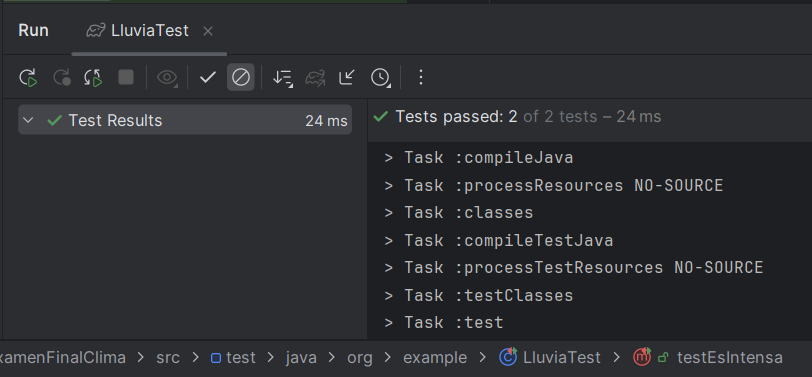 Run LluviaTest
Test Results 24 ms
Tests passed: 2 of 2 tests – 24 ms
> Task :compileJava
> Task :processResources NO-SOURCE
> Task :classes
> Task :compileTestJava
> Task :processTestResources NO-SOURCE
> Task :testClasses
> Task :test
xamenFinalClima > src > test > java > org > example > LluviaTest > testEsIntensa